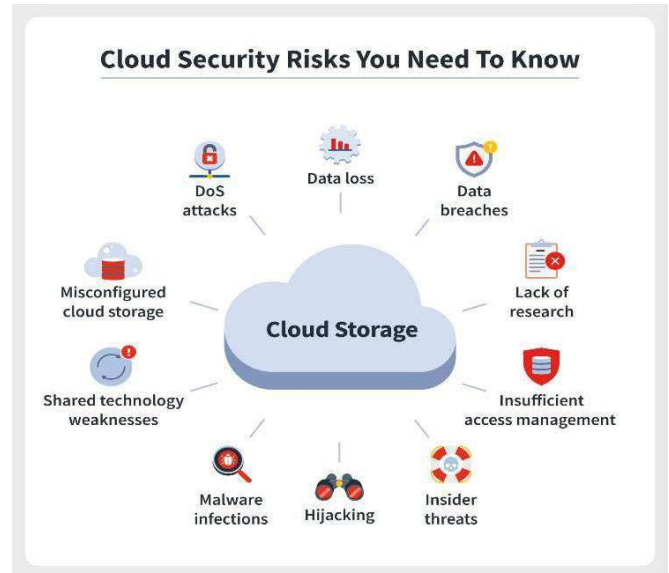 Cloud Security Risks You Need To Know
Data loss
DoS
attacks
Data
breaches
Misconfigured
cloud storage
Lack of
research
Cloud Storage
Shared technology
weaknesses
Insufficient
access management
Malware
infections
Hijacking
Insider
threats